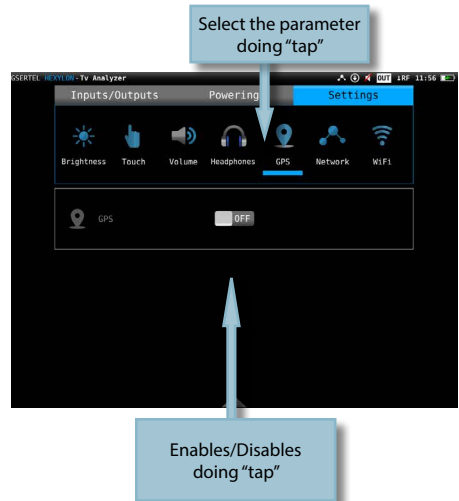 Select the parameter
doing “tap”
GSERTEL HEXYLON-Tv Analyzer OUT ⊥RF 11:56
Inputs/Outputs Powering Settings
Brightness Touch Volume Headphones GPS Network WiFi
GPS OFF
Enables/Disables
doing “tap”